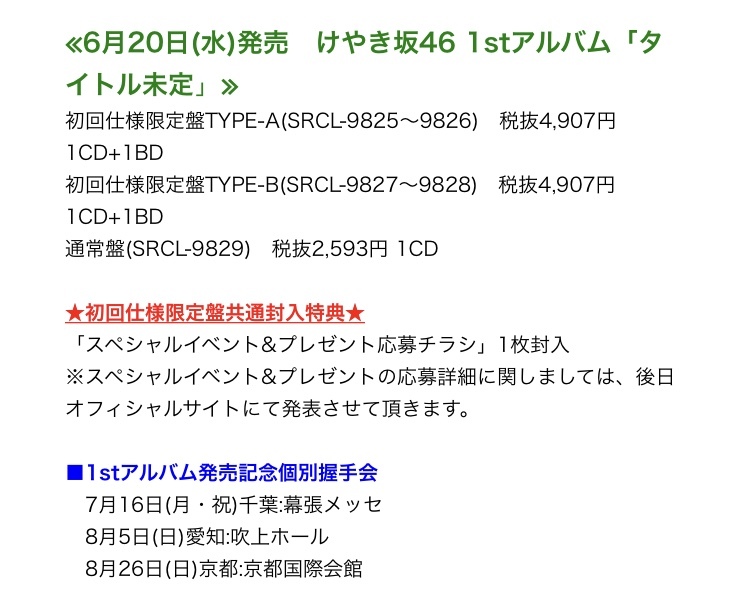 ≪6月20日(水)発売　けやき坂46 1stアルバム「タ
イトル未定」≫
初回仕様限定盤TYPE-A(SRCL-9825〜9826)　税抜4,907円
1CD+1BD
初回仕様限定盤TYPE-B(SRCL-9827〜9828)　税抜4,907円
1CD+1BD
通常盤(SRCL-9829)　税抜2,593円 1CD
★初回仕様限定盤共通封入特典★
「スペシャルイベント&プレゼント応募チラシ」1枚封入
※スペシャルイベント&プレゼントの応募詳細に関しましては、後日
オフィシャルサイトにて発表させて頂きます。
■1stアルバム発売記念個別握手会
7月16日(月・祝)千葉:幕張メッセ
8月5日(日)愛知:吹上ホール
8月26日(日)京都:京都国際会館